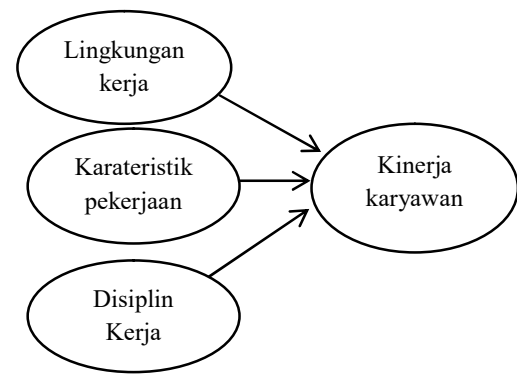 Lingkungan
kerja
Karateristik
pekerjaan
Kinerja
karyawan
Disiplin
Kerja